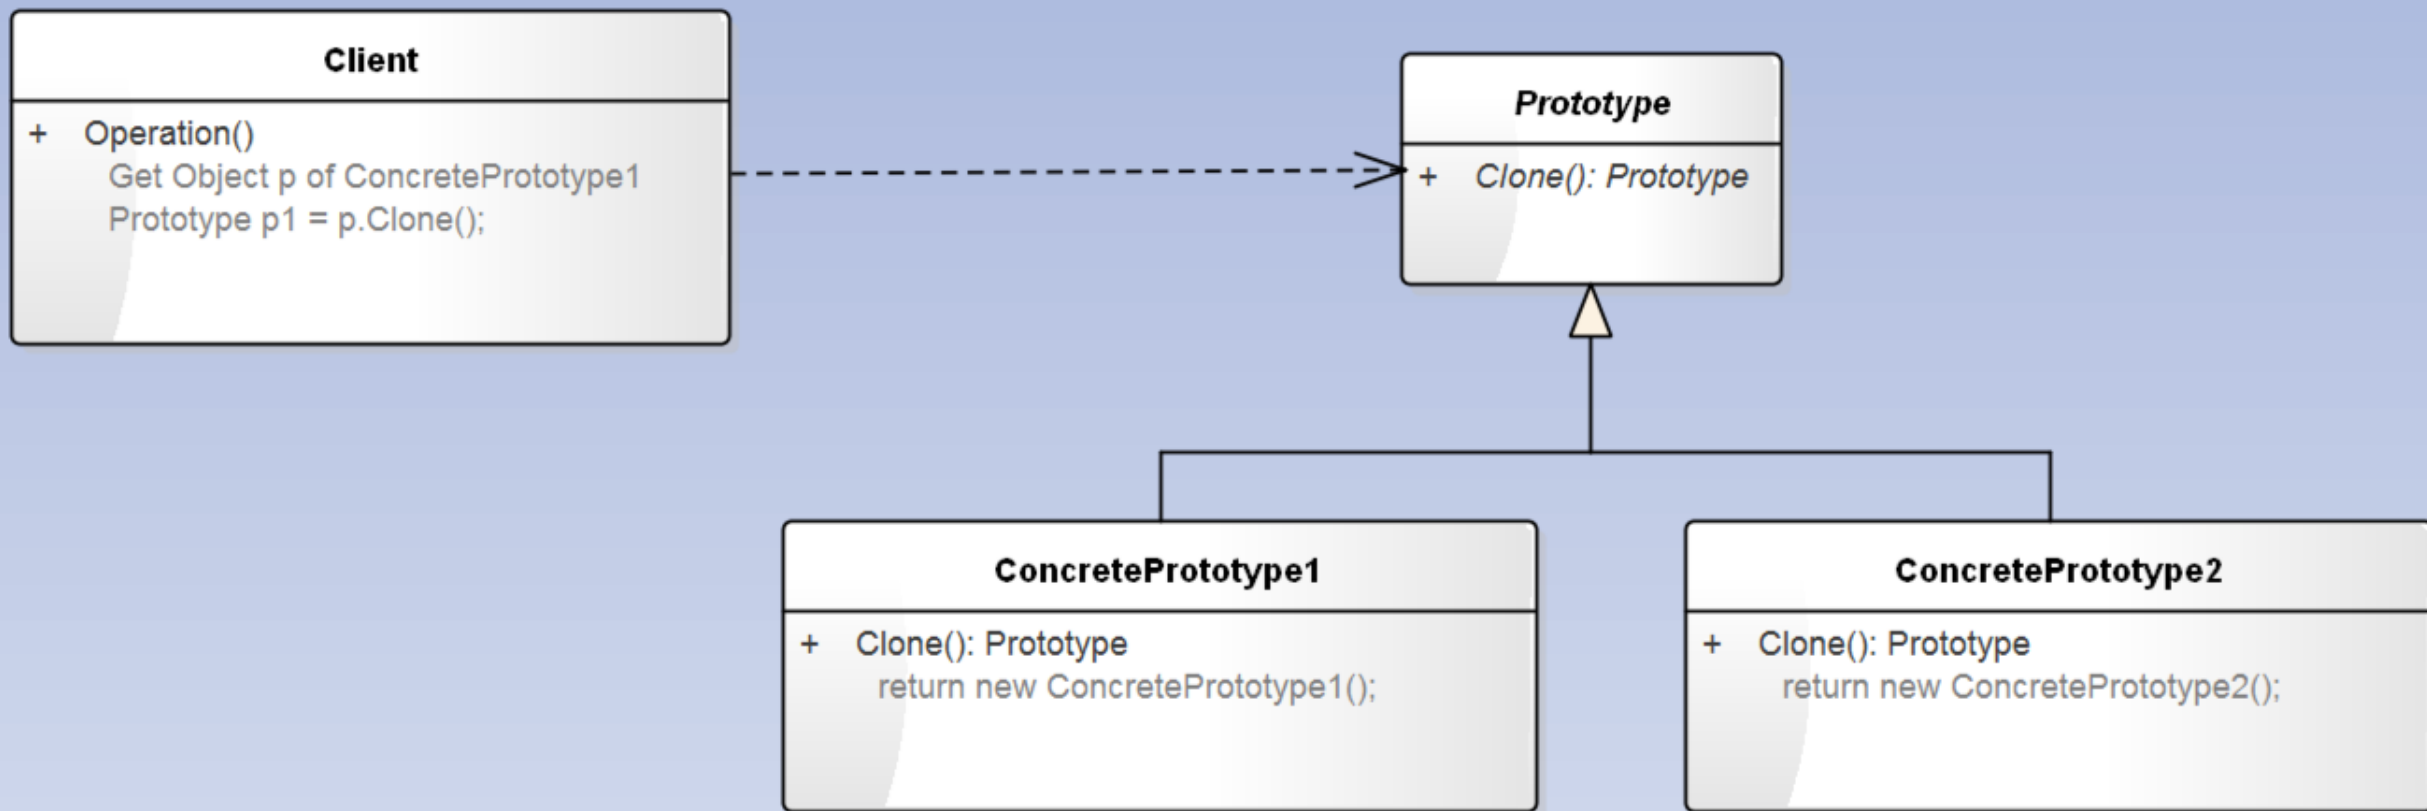 Client
+ Operation()
Get Object p of ConcretePrototype1
Prototype p1 = p.Clone();
Prototype
+ Clone(): Prototype
ConcretePrototype1
+ Clone(): Prototype
return new ConcretePrototype1();
ConcretePrototype2
+ Clone(): Prototype
return new ConcretePrototype2();